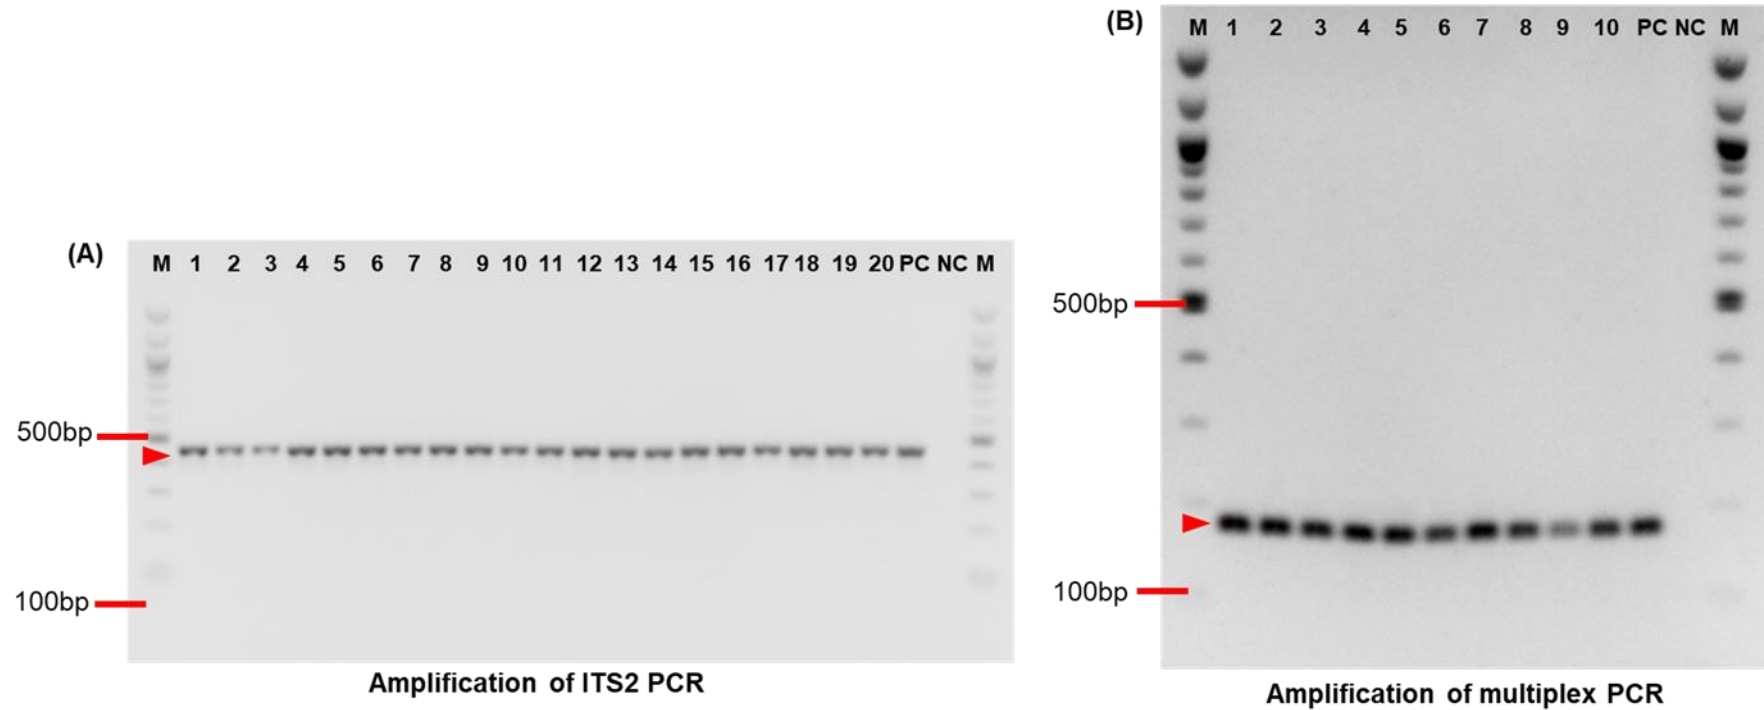 (A)
M 1 2 3 4 5 6 7 8 9 10 11 12 13 14 15 16 17 18 19 20 PC NC M
500bp
100bp
Amplification of ITS2 PCR
(B)
M 1 2 3 4 5 6 7 8 9 10 PC NC M
500bp
100bp
Amplification of multiplex PCR